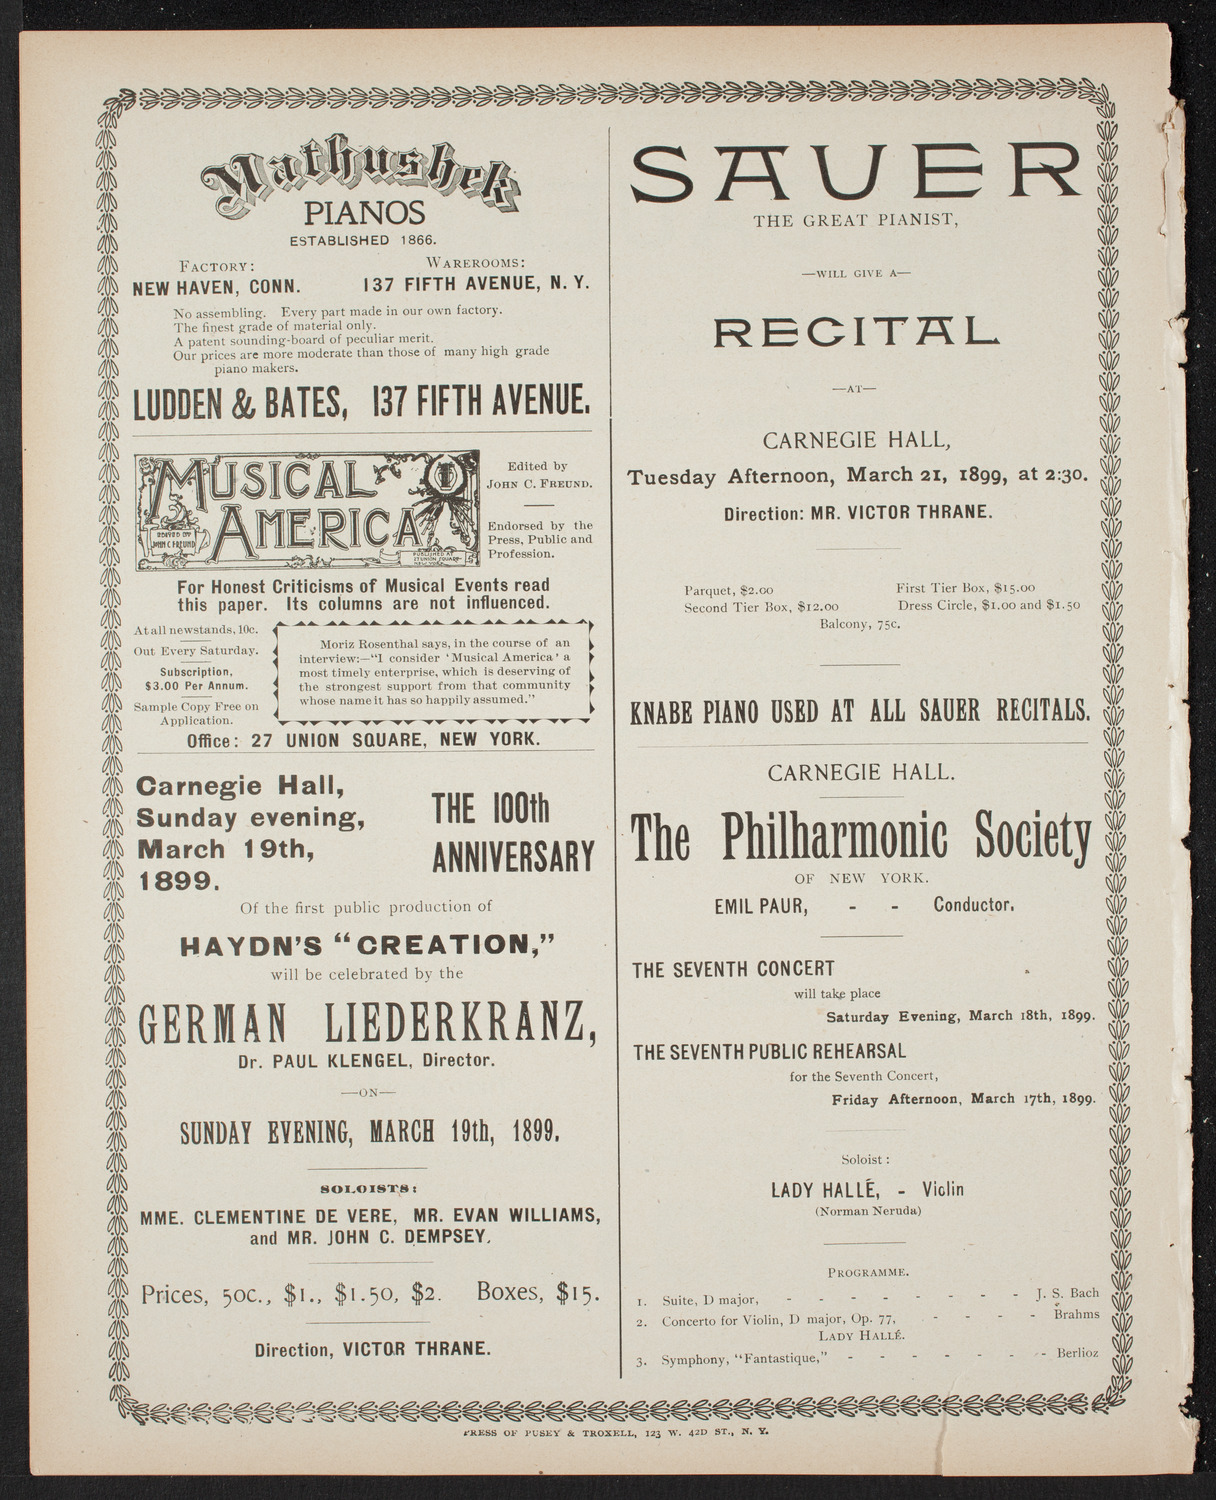 Mathushek
PIANOS
ESTABLISHED 1866.
FACTORY: WAREROOMS:
NEW HAVEN, CONN. 137 FIFTH AVENUE, N. Y.
No assembling. Every part made in our own factory.
The finest grade of material only.
A patent sounding-board of peculiar merit.
Our prices are more moderate than those of many high grade
piano makers.
LUDDEN & BATES, 137 FIFTH AVENUE.
MUSICAL
AMERICA
EDITED BY
JOHN C FREUND
PUBLISHED AT
27 UNION SQUARE
NEW YORK
Edited by
JOHN C. FREUND.
Endorsed by the
Press, Public and
Profession.
For Honest Criticisms of Musical Events read
this paper. Its columns are not influenced.
At all newstands, 10c.
Out Every Saturday.
Subscription,
$3.00 Per Annum.
Sample Copy Free on
Application.
Moriz Rosenthal says, in the course of an
interview:—"I consider 'Musical America' a
most timely enterprise, which is deserving of
the strongest support from that community
whose name it has so happily assumed.'
Office: 27 UNION SQUARE, NEW YORK.
Carnegie Hall,
Sunday evening,
March 19th,
1899.
THE 100th
ANNIVERSARY
Of the first public production of
HAYDN'S "CREATION,"
will be celebrated by the
GERMAN LIEDERKRANZ,
Dr. PAUL KLENGEL, Director.
—ON—
SUNDAY EVENING, MARCH 19th, 1899.
SOLOISTS:
MME. CLEMENTINE DE VERE, MR. EVAN WILLIAMS,
and MR. JOHN C. DEMPSEY.
Prices, 50c., $1., $1.50, $2. Boxes, $15.
Direction, VICTOR THRANE.
SAUER
THE GREAT PIANIST,
—WILL GIVE A—
RECITAL
—AT—
CARNEGIE HALL,
Tuesday Afternoon, March 21, 1899, at 2:30.
Direction: MR. VICTOR THRANE.
Parquet, $2.00 First Tier Box, $15.00
Second Tier Box, $12.00 Dress Circle, $1.00 and $1.50
Balcony, 75c.
KNABE PIANO USED AT ALL SAUER RECITALS.
CARNEGIE HALL.
The Philharmonic Society
OF NEW YORK.
EMIL PAUR, - - Conductor.
THE SEVENTH CONCERT
will take place
Saturday Evening, March 18th, 1899.
THE SEVENTH PUBLIC REHEARSAL
for the Seventh Concert,
Friday Afternoon, March 17th, 1899.
Soloist:
LADY HALLÉ, - Violin
(Norman Neruda)
PROGRAMME.
1. Suite, D major, - - - - - - - - J. S. Bach
2. Concerto for Violin, D major, Op. 77, - - - - Brahms
LADY HALLÉ.
3. Symphony, "Fantastique," - - - - - - - Berlioz
PRESS OF PUSEY & TROXELL, 123 W. 42D ST., N. Y.